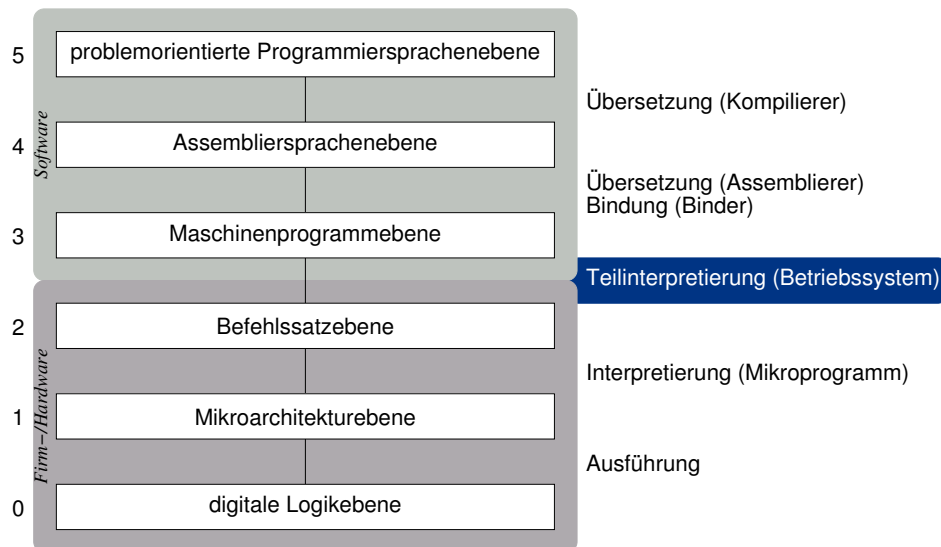 5
problemorientierte Programmiersprachenebene
Übersetzung (Kompilierer)
Software
4
Assembliersprachenebene
Übersetzung (Assemblierer)
Bindung (Binder)
3
Maschinenprogrammebene
Teilinterpretierung (Betriebssystem)
2
Befehlssatzebene
Interpretierung (Mikroprogramm)
Firm-/Hardware
1
Mikroarchitekturebene
Ausführung
0
digitale Logikebene